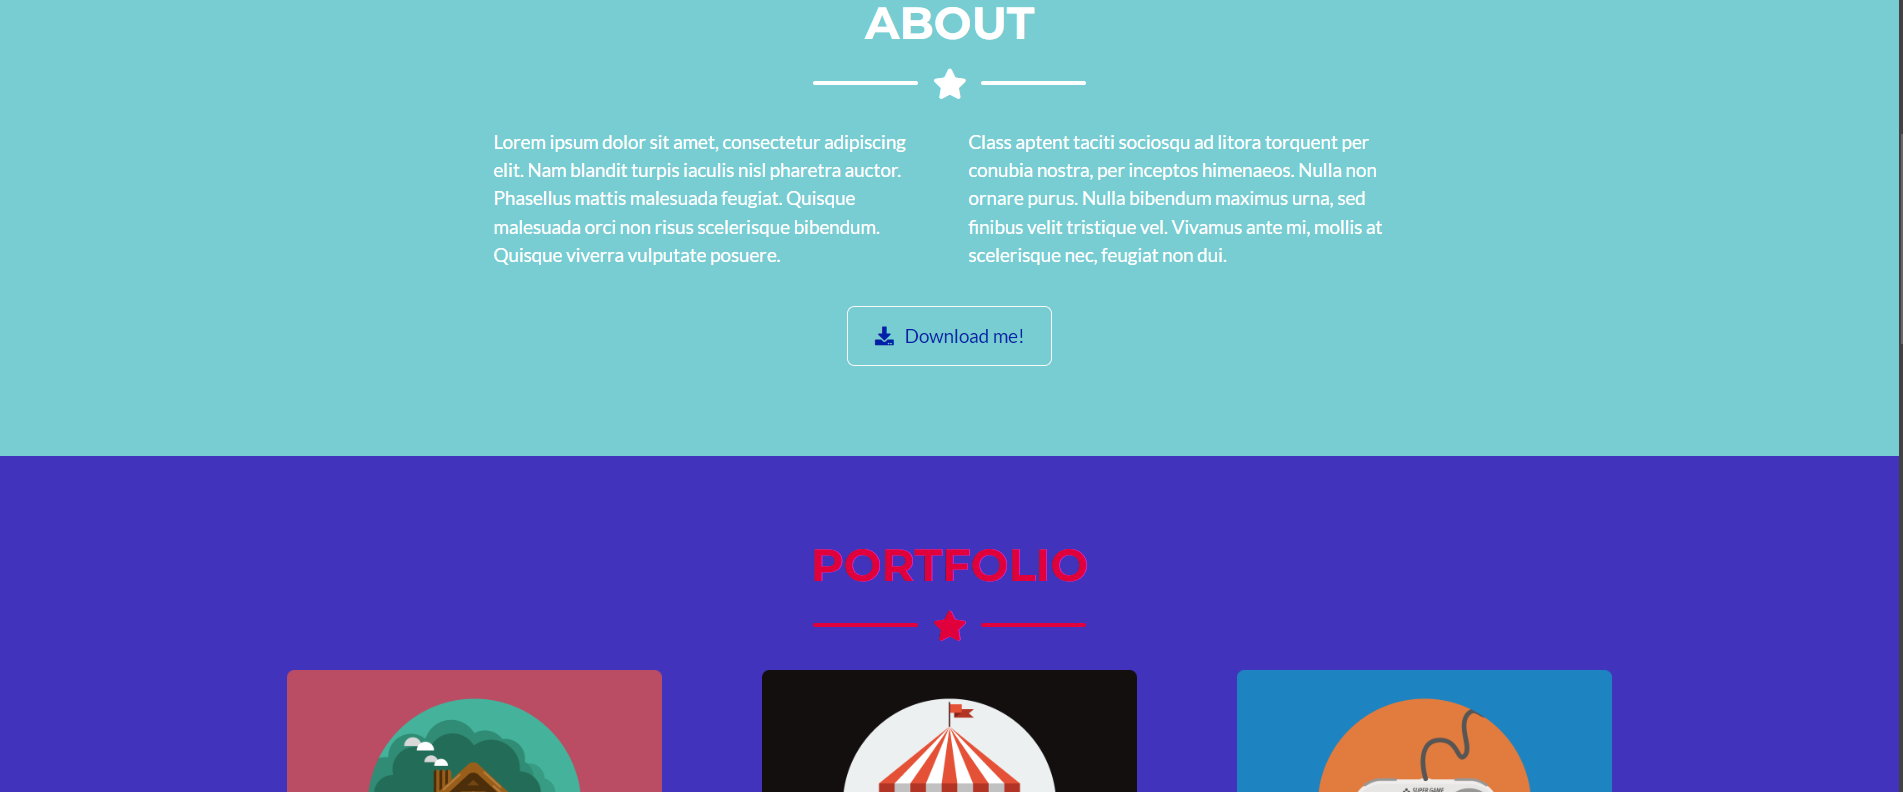 ABOUT
Lorem ipsum dolor sit amet, consectetur adipiscing
elit. Nam blandit turpis iaculis nisl pharetra auctor.
Phasellus mattis malesuada feugiat. Quisque
malesuada orci non risus scelerisque bibendum.
Quisque viverra vulputate posuere.
Class aptent taciti sociosqu ad litora torquent per
conubia nostra, per inceptos himenaeos. Nulla non
ornare purus. Nulla bibendum maximus urna, sed
finibus velit tristique vel. Vivamus ante mi, mollis at
scelerisque nec, feugiat non dui.
Download me!
PORTFOLIO
SUPER GAME